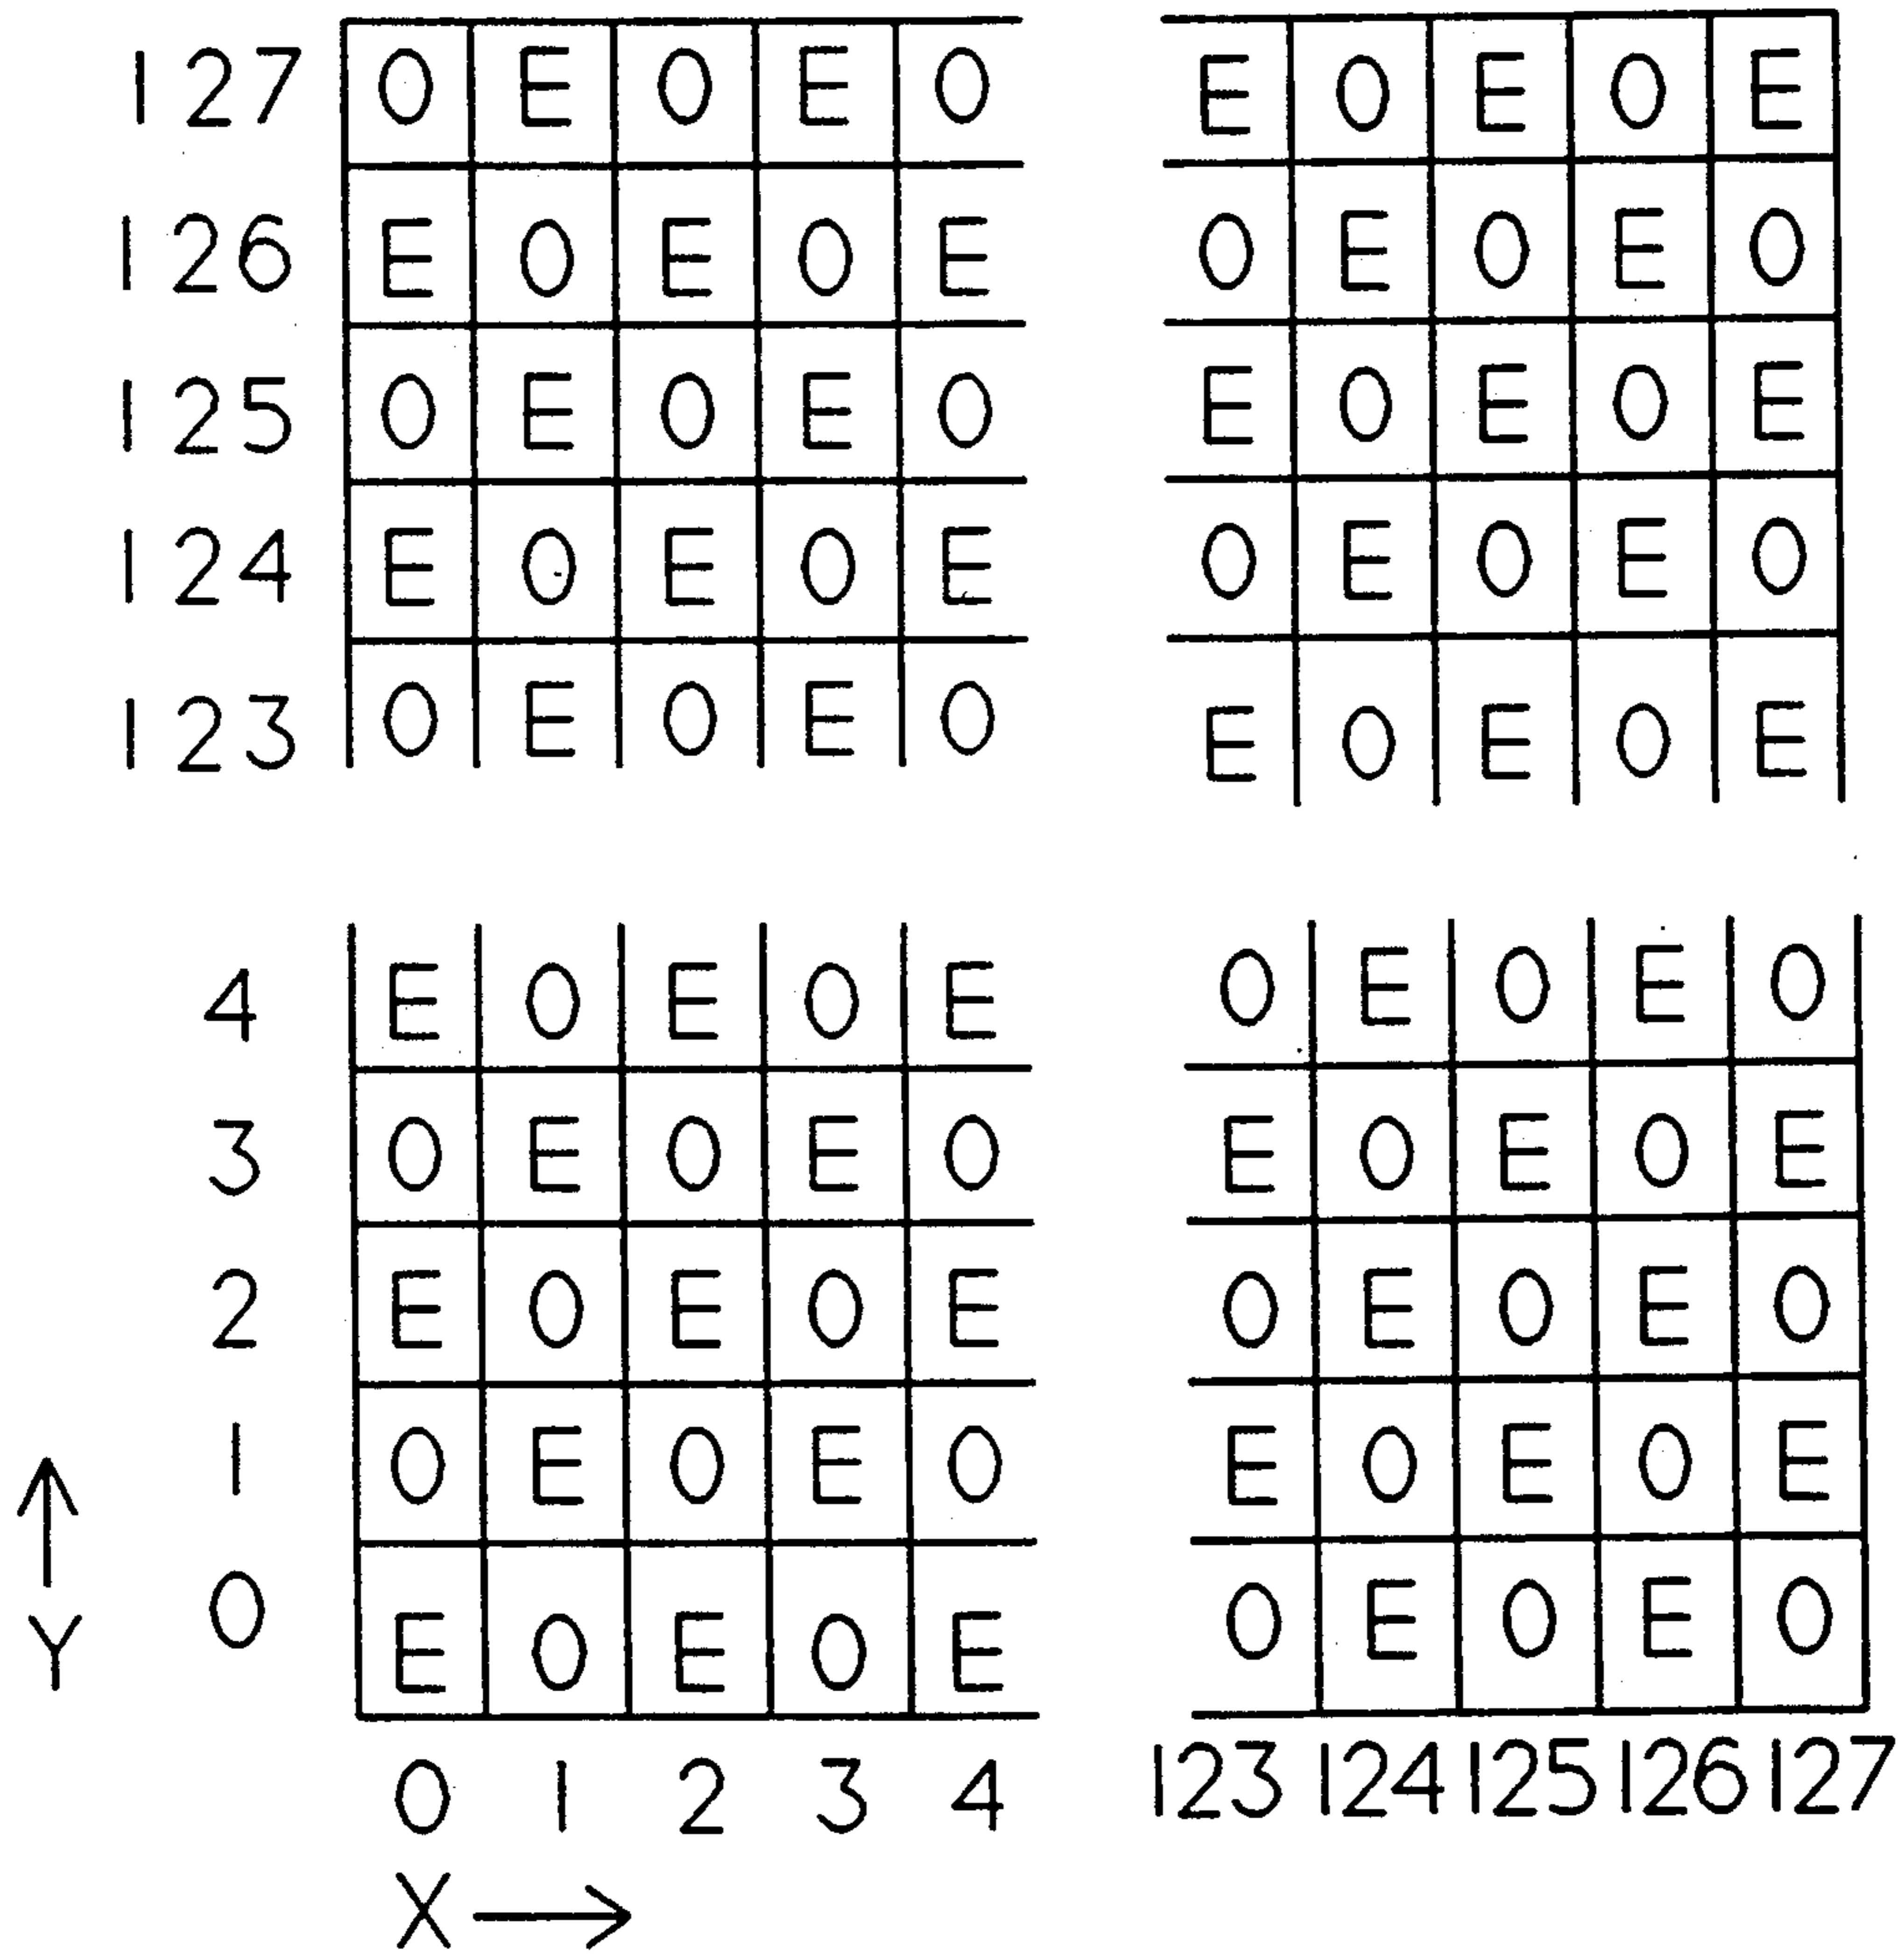 127 O E O E O E O E O E
126 E O E O E O E O E O
125 O E O E O E O E O E
124 E O E O E O E O E O
123 O E O E O E O E O E
4 E O E O E O E O E O
3 O E O E O E O E O E
2 E O E O E O E O E O
1 O E O E O E O E O E
0 E O E O E O E O E O
Y
0 1 2 3 4 123 124 125 126 127
X